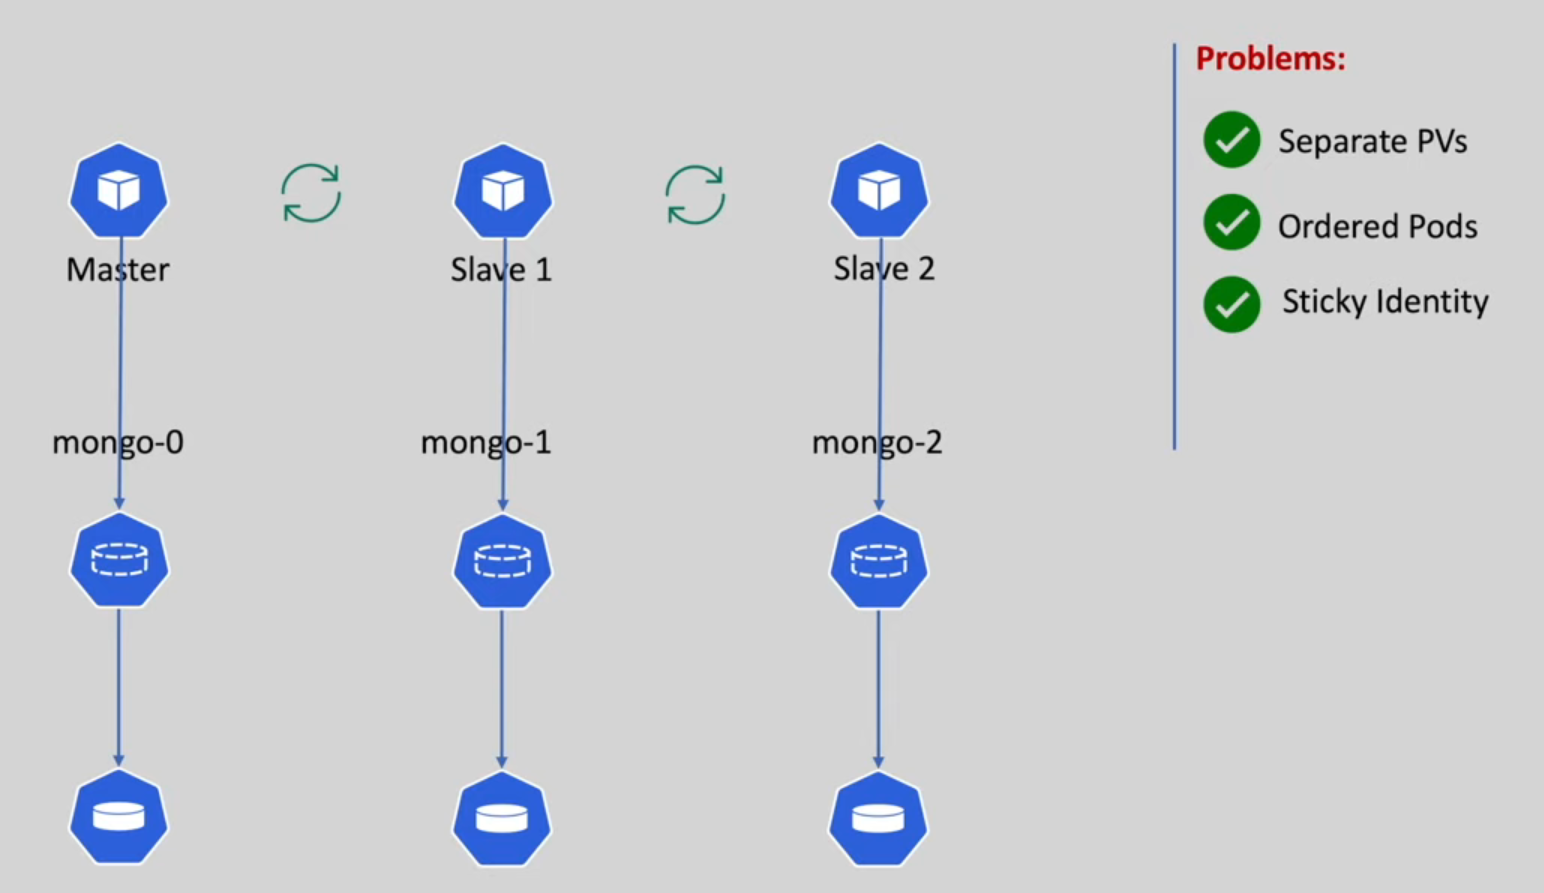 Problems:
Separate PVs
Ordered Pods
Sticky Identity
Master
Slave 1
Slave 2
mongo-0
mongo-1
mongo-2